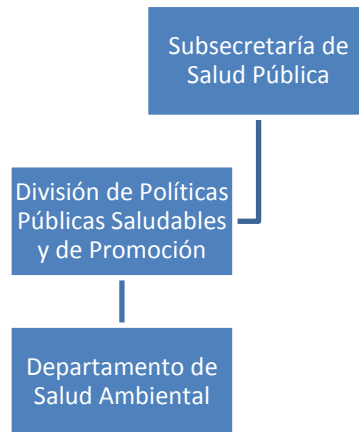 Subsecretaría de
Salud Pública
División de Políticas
Públicas Saludables
y de Promoción
Departamento de
Salud Ambiental